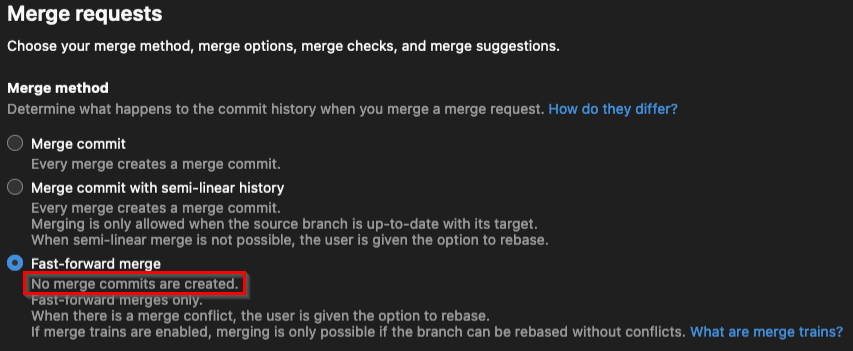 Merge requests
Choose your merge method, merge options, merge checks, and merge suggestions.
Merge method
Determine what happens to the commit history when you merge a merge request. How do they differ?
Merge commit
Every merge creates a merge commit.
Merge commit with semi-linear history
Every merge creates a merge commit.
Merging is only allowed when the source branch is up-to-date with its target.
When semi-linear merge is not possible, the user is given the option to rebase.
Fast-forward merge
No merge commits are created.
Fast-forward merges only.
When there is a merge conflict, the user is given the option to rebase.
If merge trains are enabled, merging is only possible if the branch can be rebased without conflicts. What are merge trains?